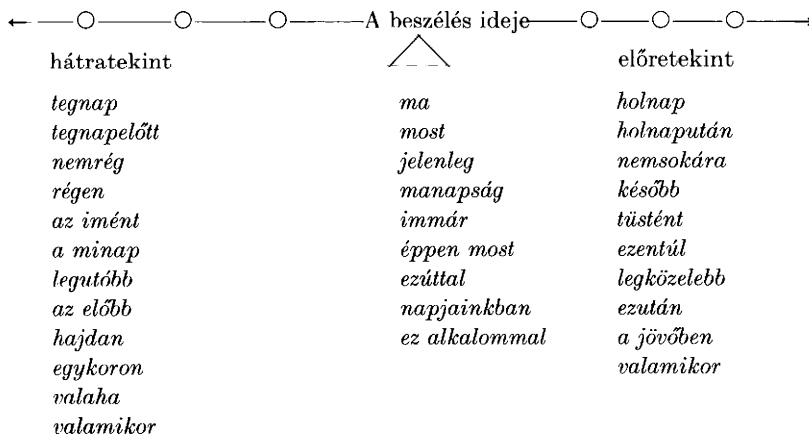 A beszélés ideje
hátratekint előretekint
tegnap ma holnap
tegnapelőtt most holnapután
nemrég jelenleg nemsokára
régen manapság később
az imént immár tüstént
a minap éppen most ezentúl
legutóbb ezúttal legközelebb
az előbb napjainkban ezután
hajdan ez alkalommal a jövőben
egykoron valamikor
valaha
valamikor